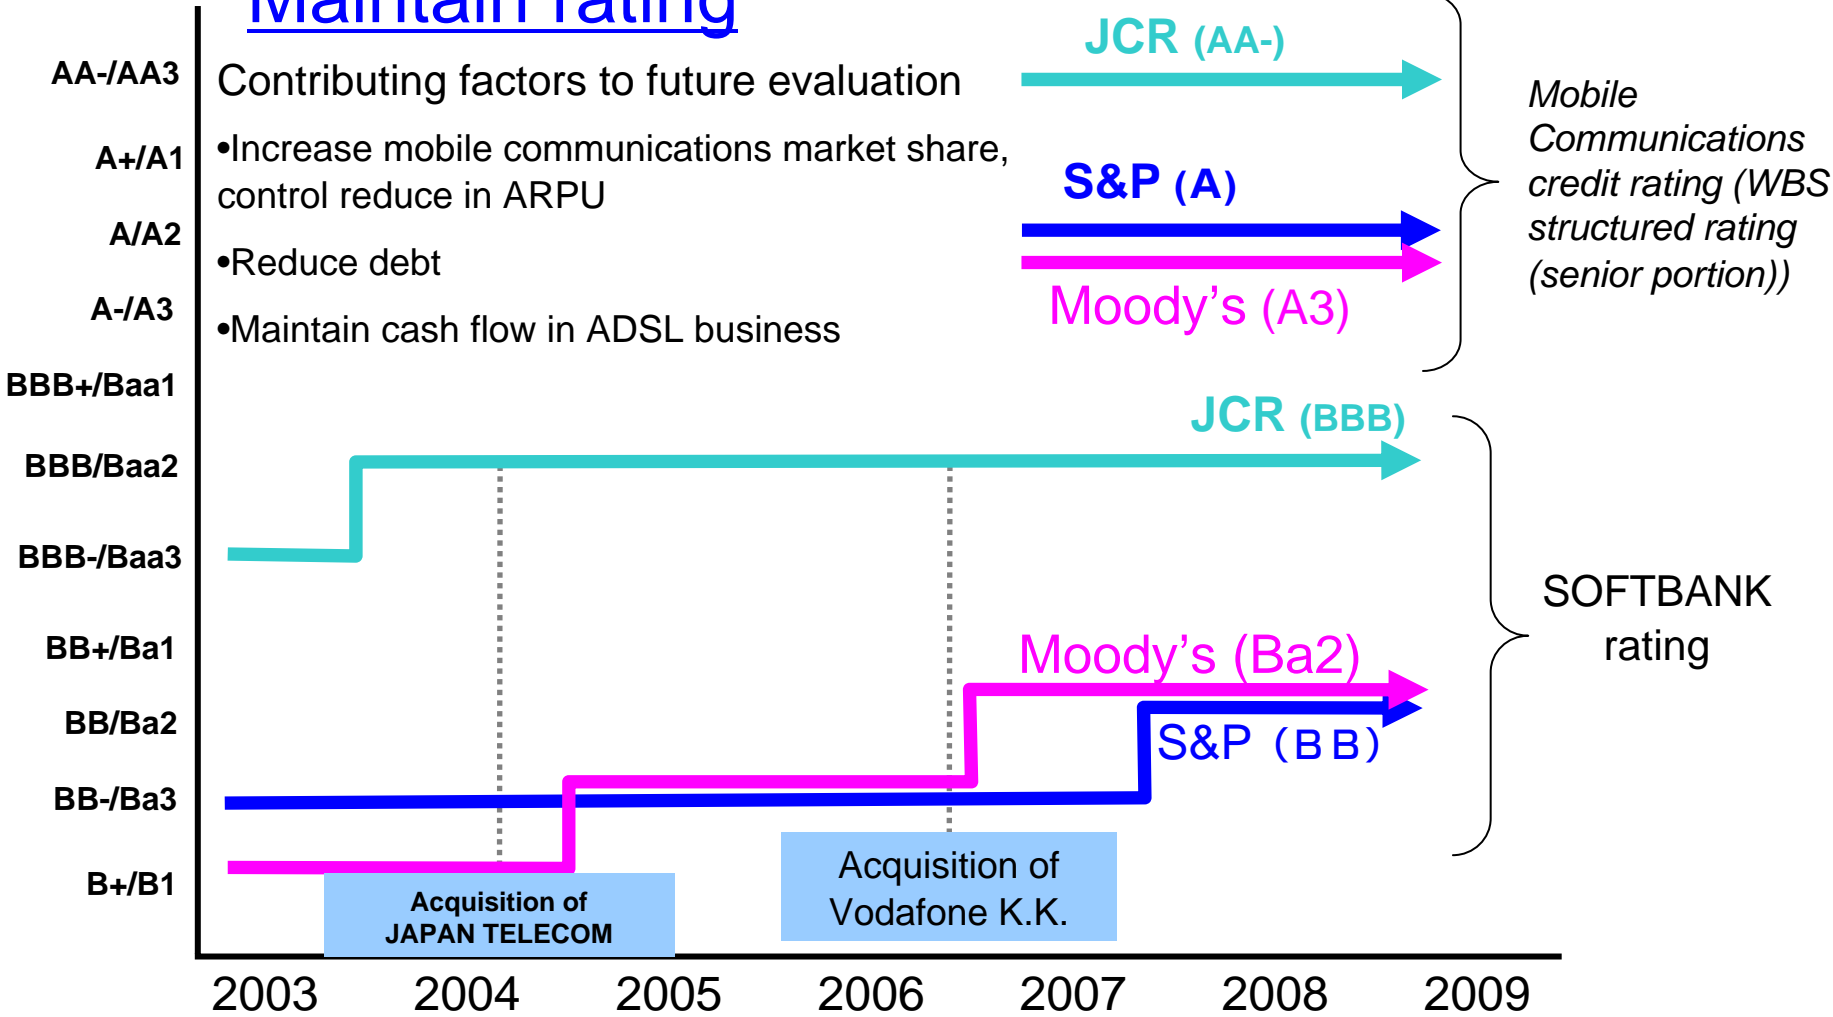 Maintain rating
Contributing factors to future evaluation
•Increase mobile communications market share,
control reduce in ARPU
•Reduce debt
•Maintain cash flow in ADSL business
AA-/AA3
A+/A1
A/A2
A-/A3
BBB+/Baa1
BBB/Baa2
BBB-/Baa3
BB+/Ba1
BB/Ba2
BB-/Ba3
B+/B1
JCR (AA-)
S&P (A)
Moody's (A3)
Mobile
Communications
credit rating (WBS
structured rating
(senior portion))
JCR (BBB)
Moody's (Ba2)
S&P (BB)
SOFTBANK
rating
Acquisition of
JAPAN TELECOM
Acquisition of
Vodafone K.K.
2003 2004 2005 2006 2007 2008 2009